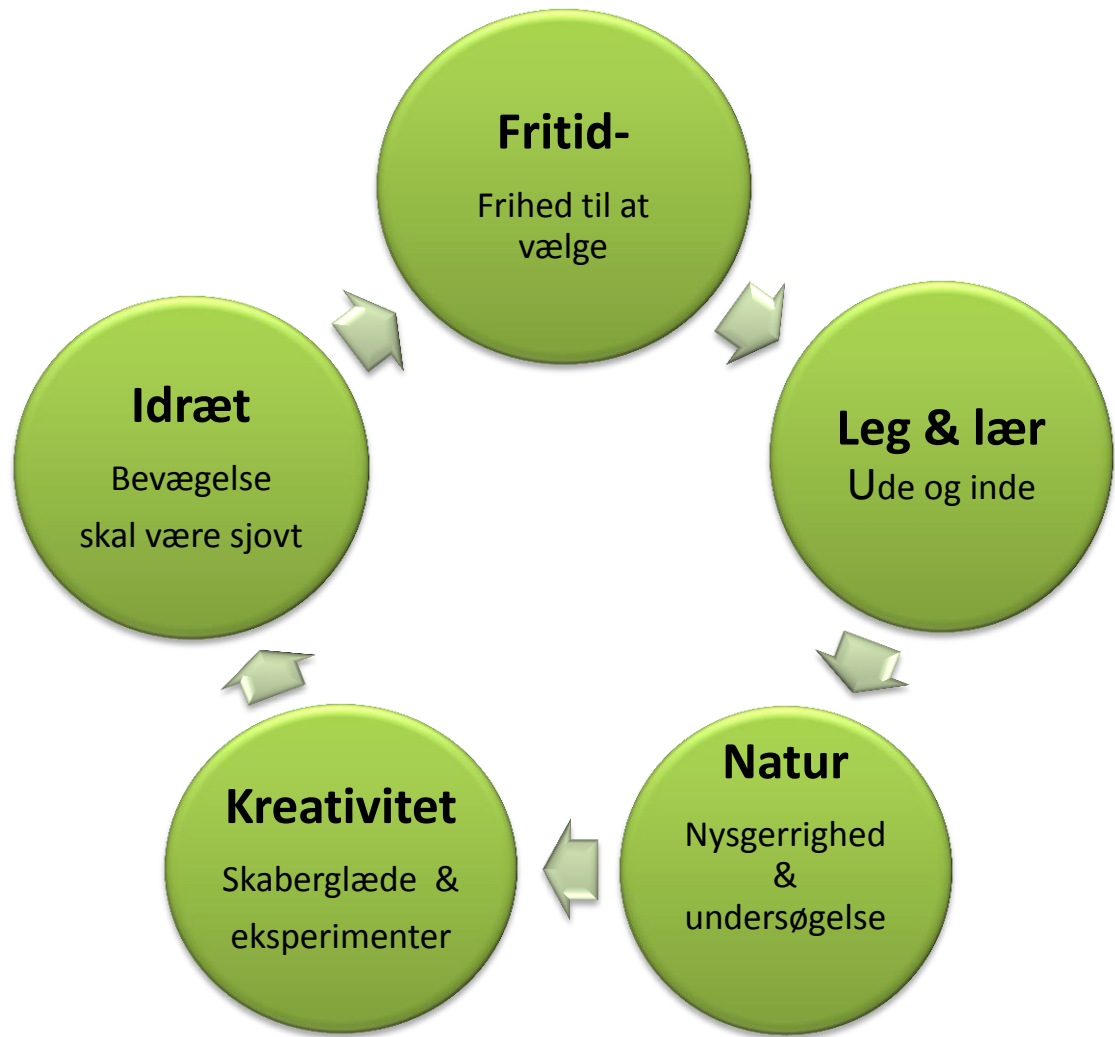 Fritid-
Frihed til at
vælge
Leg & lær
Ude og inde
Natur
Nysgerrighed
&
undersøgelse
Kreativitet
Skaberglæde &
eksperimenter
Idræt
Bevægelse
skal være sjovt